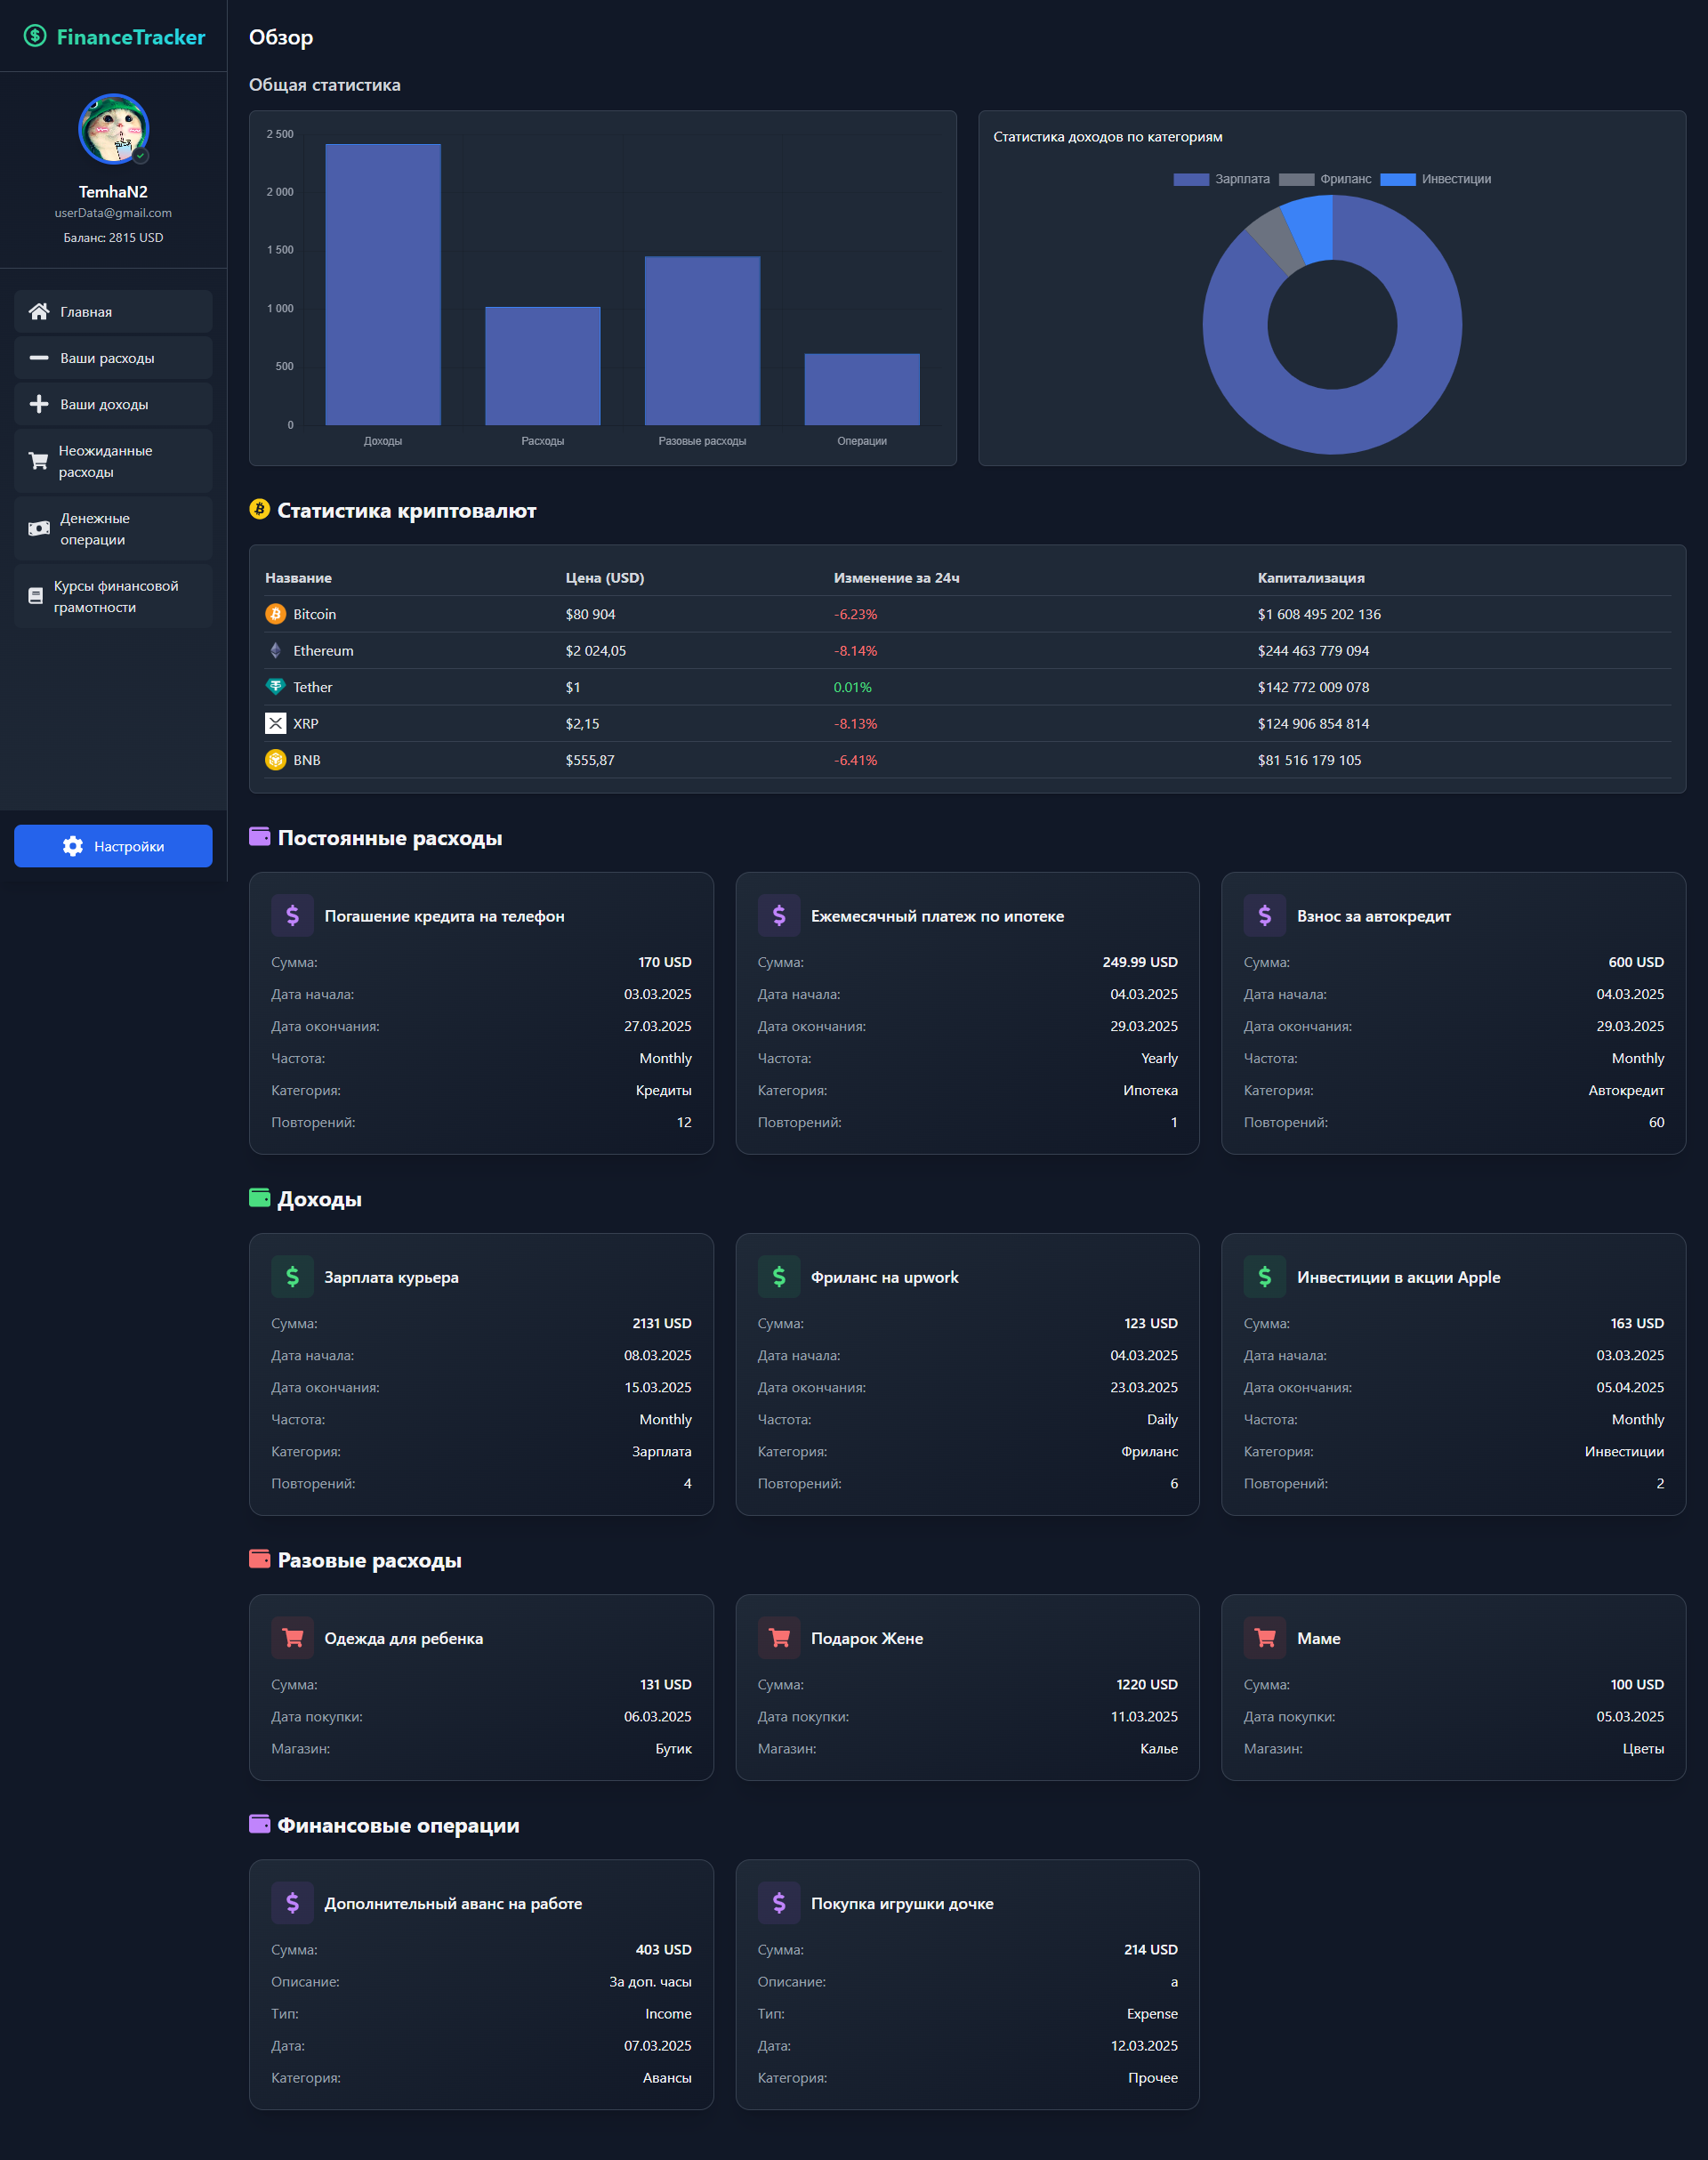 FinanceTracker
TemhaN2
userData@gmail.com
Баланс: 2815 USD
Главная
Ваши расходы
Ваши доходы
Неожиданные
расходы
Денежные
операции
Курсы финансовой
грамотности
Настройки
Обзор
Общая статистика
2 500
2 000
1 500
1 000
500
0
Доходы Расходы Разовые расходы Операции
Статистика доходов по категориям
Зарплата Фриланс Инвестиции
Статистика криптовалют
Название Цена (USD) Изменение за 24ч Капитализация
Bitcoin $80 904 -6.23% $1 608 495 202 136
Ethereum $2 024,05 -8.14% $244 463 779 094
Tether $1 0.01% $142 772 009 078
XRP $2,15 -8.13% $124 906 854 814
BNB $555,87 -6.41% $81 516 179 105
Постоянные расходы
Погашение кредита на телефон
Сумма: 170 USD
Дата начала: 03.03.2025
Дата окончания: 27.03.2025
Частота: Monthly
Категория: Кредиты
Повторений: 12
Ежемесячный платеж по ипотеке
Сумма: 249.99 USD
Дата начала: 04.03.2025
Дата окончания: 29.03.2025
Частота: Yearly
Категория: Ипотека
Повторений: 1
Взнос за автокредит
Сумма: 600 USD
Дата начала: 04.03.2025
Дата окончания: 29.03.2025
Частота: Monthly
Категория: Автокредит
Повторений: 60
Доходы
Зарплата курьера
Сумма: 2131 USD
Дата начала: 08.03.2025
Дата окончания: 15.03.2025
Частота: Monthly
Категория: Зарплата
Повторений: 4
Фриланс на upwork
Сумма: 123 USD
Дата начала: 04.03.2025
Дата окончания: 23.03.2025
Частота: Daily
Категория: Фриланс
Повторений: 6
Инвестиции в акции Apple
Сумма: 163 USD
Дата начала: 03.03.2025
Дата окончания: 05.04.2025
Частота: Monthly
Категория: Инвестиции
Повторений: 2
Разовые расходы
Одежда для ребенка
Сумма: 131 USD
Дата покупки: 06.03.2025
Магазин: Бутик
Подарок Жене
Сумма: 1220 USD
Дата покупки: 11.03.2025
Магазин: Калье
Маме
Сумма: 100 USD
Дата покупки: 05.03.2025
Магазин: Цветы
Финансовые операции
Дополнительный аванс на работе
Сумма: 403 USD
Описание: За доп. часы
Тип: Income
Дата: 07.03.2025
Категория: Авансы
Покупка игрушки дочке
Сумма: 214 USD
Описание: а
Тип: Expense
Дата: 12.03.2025
Категория: Прочее